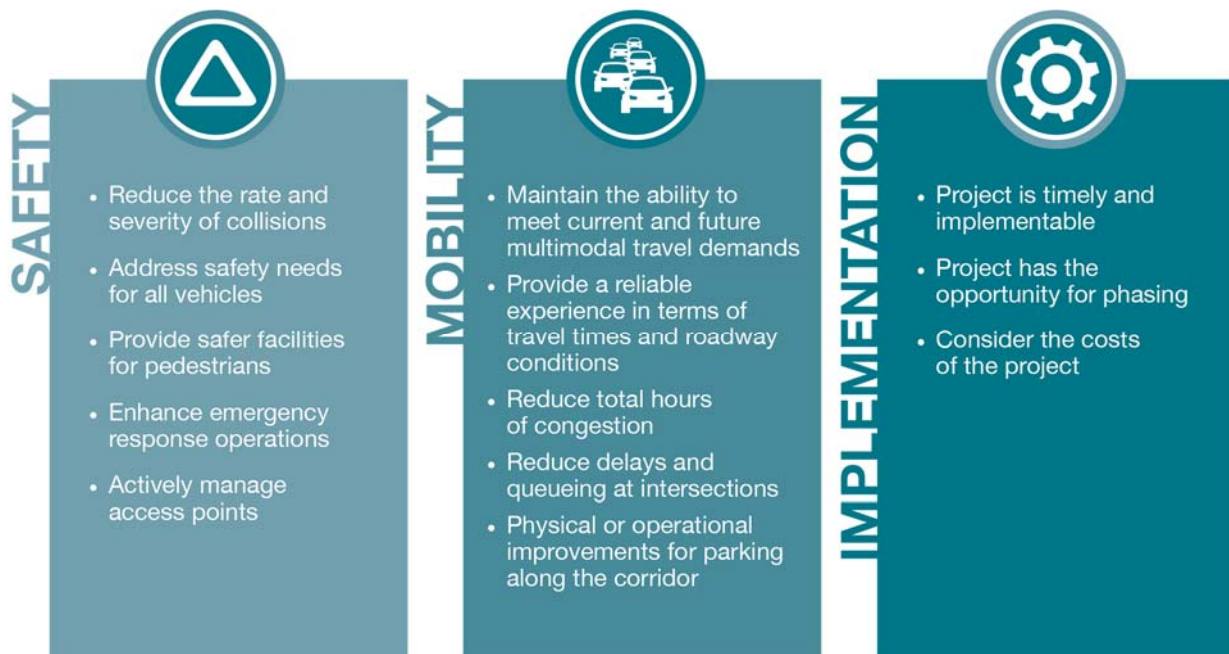 SAFETY
• Reduce the rate and
severity of collisions
• Address safety needs
for all vehicles
• Provide safer facilities
for pedestrians
• Enhance emergency
response operations
• Actively manage
access points
MOBILITY
• Maintain the ability to
meet current and future
multimodal travel demands
• Provide a reliable
experience in terms of
travel times and roadway
conditions
• Reduce total hours
of congestion
• Reduce delays and
queueing at intersections
• Physical or operational
improvements for parking
along the corridor
IMPLEMENTATION
• Project is timely and
implementable
• Project has the
opportunity for phasing
• Consider the costs
of the project